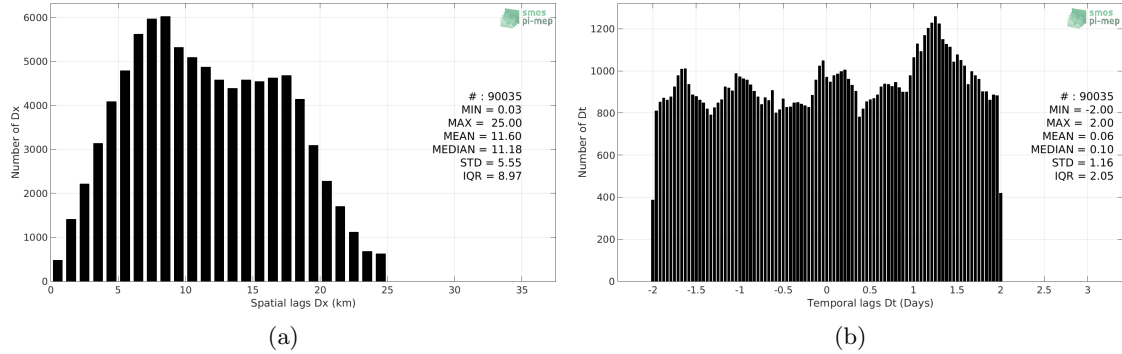 6000
5000
4000
3000
2000
1000
0
Number of Dx
0 5 10 15 20 25 30 35
Spatial lags Dx (km)
smos
pi-mep
# : 90035
MIN = 0.03
MAX = 25.00
MEAN = 11.60
MEDIAN = 11.18
STD = 5.55
IQR = 8.97
(a)
1200
1000
800
600
400
200
0
Number of Dt
-2 -1.5 -1 -0.5 0 0.5 1 1.5 2 2.5 3
Temporal lags Dt (Days)
smos
pi-mep
# : 90035
MIN = -2.00
MAX = 2.00
MEAN = 0.06
MEDIAN = 0.10
STD = 1.16
IQR = 2.05
(b)